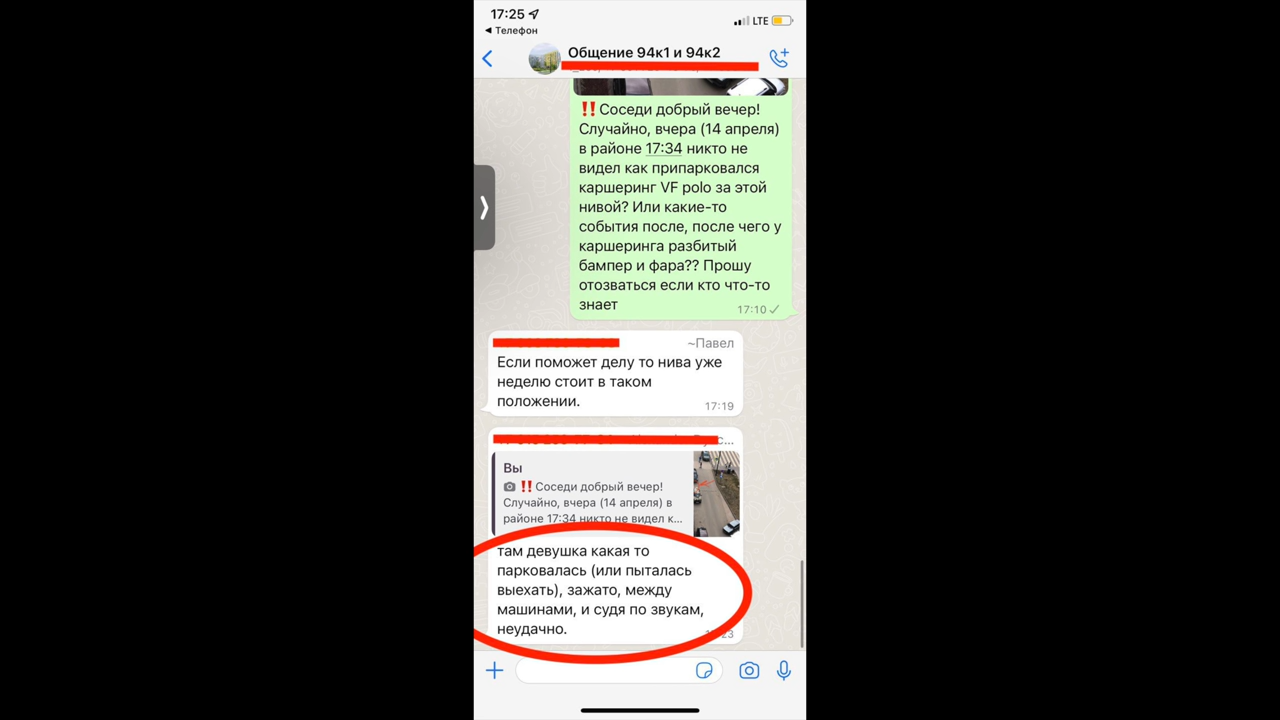 17:25
LTE
◀ Телефон
Общение 94к1 и 94к2
‼️Соседи добрый вечер!
Случайно, вчера (14 апреля)
в районе 17:34 никто не
видел как припарковался
каршеринг VF polo за этой
нивой? Или какие-то
события после, после чего у
каршеринга разбитый
бампер и фара?? Прошу
отозваться если кто что-то
знает
17:10
~Павел
Если поможет делу то нива уже
неделю стоит в таком
положении.
17:19
Вы
‼️Соседи добрый вечер!
Случайно, вчера (14 апреля) в
районе 17:34 никто не видел к...
там девушка какая то
парковалась (или пыталась
выехать), зажато, между
машинами, и судя по звукам,
неудачно.